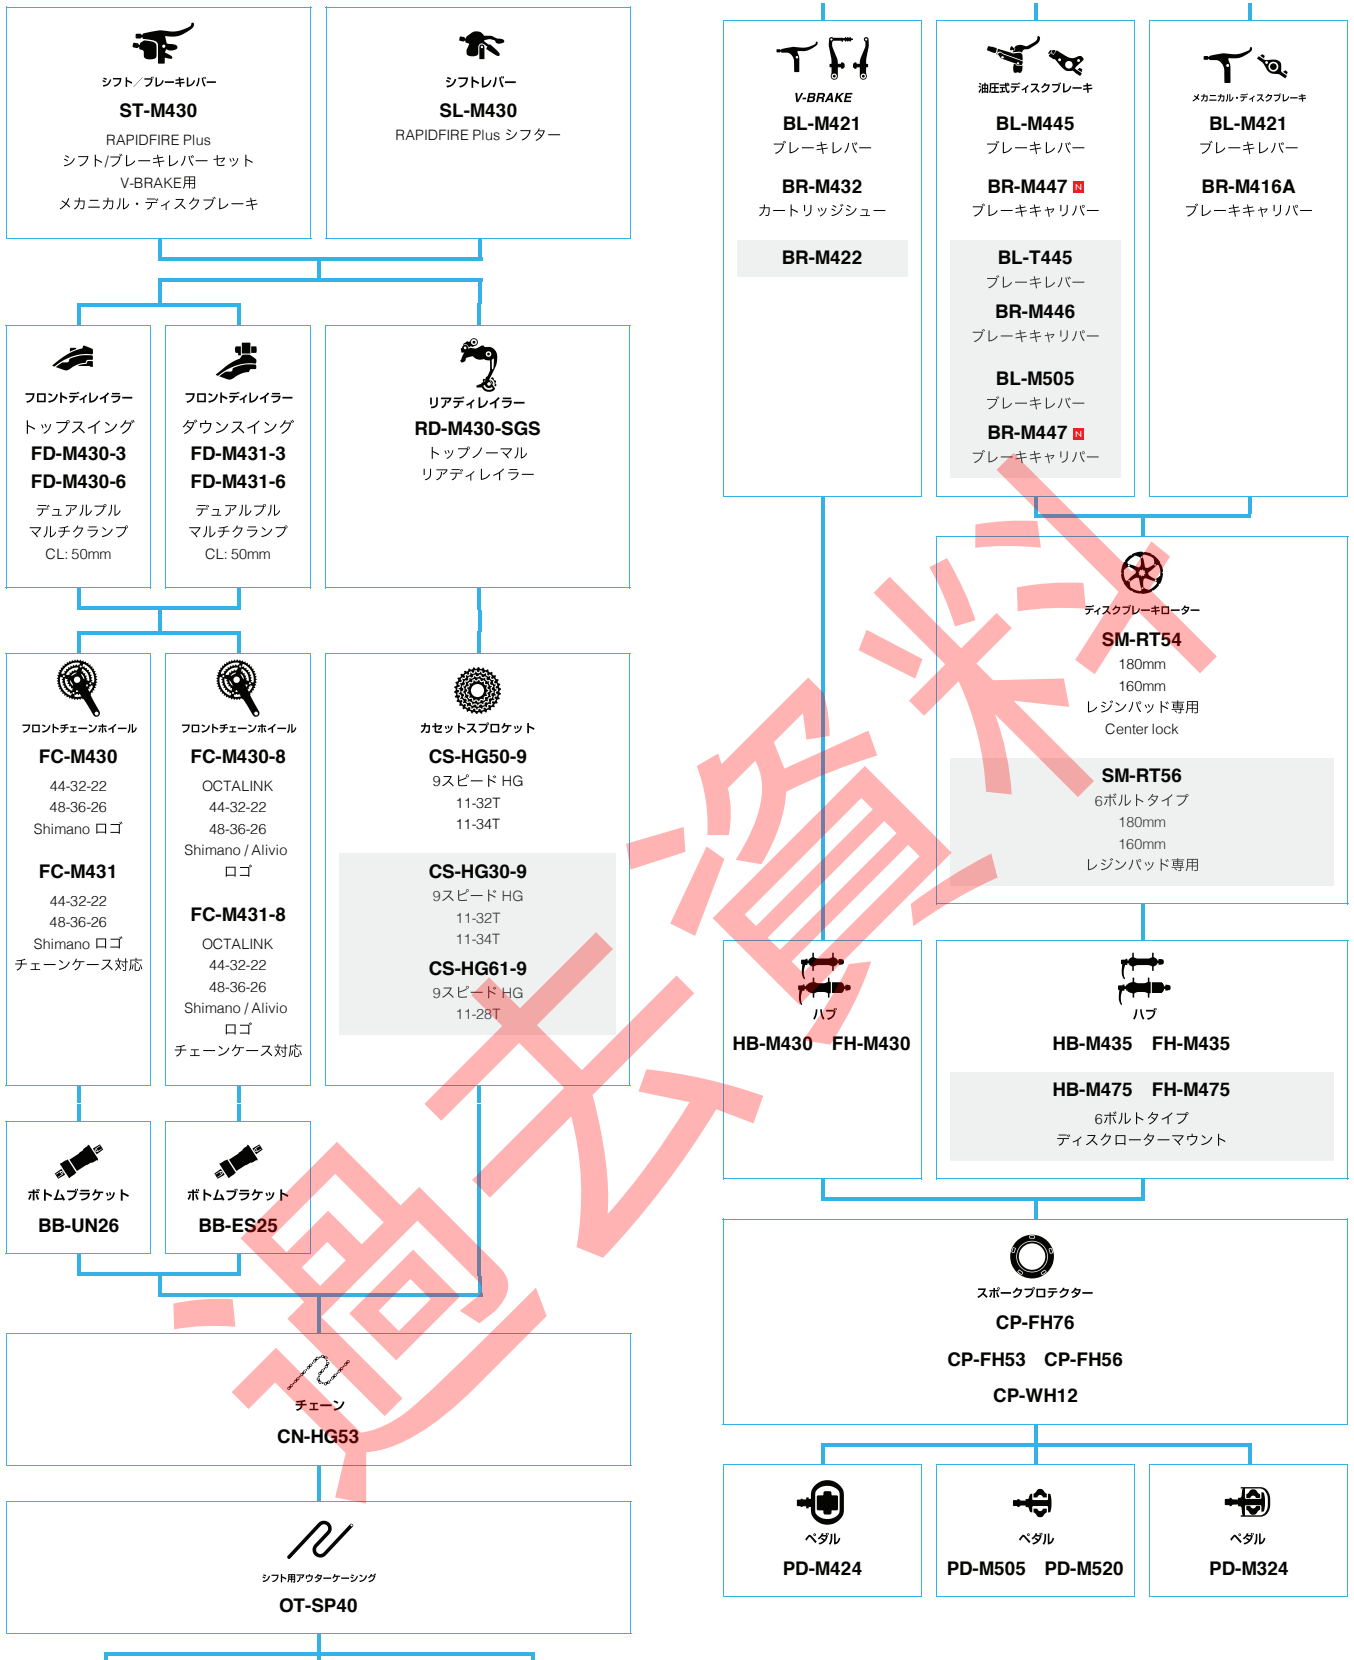 シフト／ブレーキレバー
ST-M430
RAPIDFIRE Plus
シフト/ブレーキレバー セット
V-BRAKE用
メカニカル・ディスクブレーキ
シフトレバー
SL-M430
RAPIDFIRE Plus シフター
フロントディレイラー
トップスイング
FD-M430-3
FD-M430-6
デュアルプル
マルチクランプ
CL: 50mm
フロントディレイラー
ダウンスイング
FD-M431-3
FD-M431-6
デュアルプル
マルチクランプ
CL: 50mm
リアディレイラー
RD-M430-SGS
トップノーマル
リアディレイラー
フロントチェーンホイール
FC-M430
44-32-22
48-36-26
Shimano ロゴ
FC-M431
44-32-22
48-36-26
Shimano ロゴ
チェーンケース対応
フロントチェーンホイール
FC-M430-8
OCTALINK
44-32-22
48-36-26
Shimano / Alivio
ロゴ
FC-M431-8
OCTALINK
44-32-22
48-36-26
Shimano / Alivio
ロゴ
チェーンケース対応
カセットスプロケット
CS-HG50-9
9スピード HG
11-32T
11-34T
CS-HG30-9
9スピード HG
11-32T
11-34T
CS-HG61-9
9スピード HG
11-28T
ボトムブラケット
BB-UN26
ボトムブラケット
BB-ES25
チェーン
CN-HG53
シフト用アウターケーシング
OT-SP40
V-BRAKE
BL-M421
ブレーキレバー
BR-M432
カートリッジシュー
BR-M422
油圧式ディスクブレーキ
BL-M445
ブレーキレバー
BR-M447 N
ブレーキキャリパー
BL-T445
ブレーキレバー
BR-M446
ブレーキキャリパー
BL-M505
ブレーキレバー
BR-M447 N
ブレーキキャリパー
メカニカル・ディスクブレーキ
BL-M421
ブレーキレバー
BR-M416A
ブレーキキャリパー
ディスクブレーキローター
SM-RT54
180mm
160mm
レジンパッド専用
Center lock
SM-RT56
6ボルトタイプ
180mm
160mm
レジンパッド専用
ハブ
HB-M430 FH-M430
ハブ
HB-M435 FH-M435
HB-M475 FH-M475
6ボルトタイプ
ディスクローターマウント
スポークプロテクター
CP-FH76
CP-FH53 CP-FH56
CP-WH12
ペダル
PD-M424
ペダル
PD-M505 PD-M520
ペダル
PD-M324
過去資料